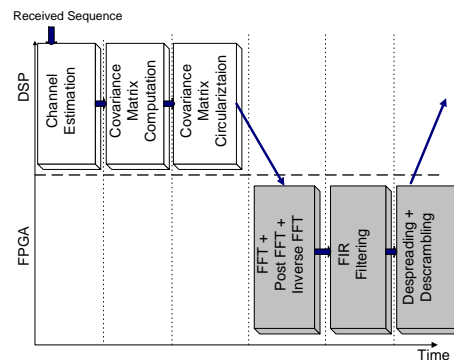 Received Sequence
DSP
Channel
Estimation
Covariance
Matrix
Computation
Covariance
Matrix
Circulariztaion
FPGA
FFT +
Post FFT +
Inverse FFT
FIR
Filtering
Despreading +
Descrambling
Time